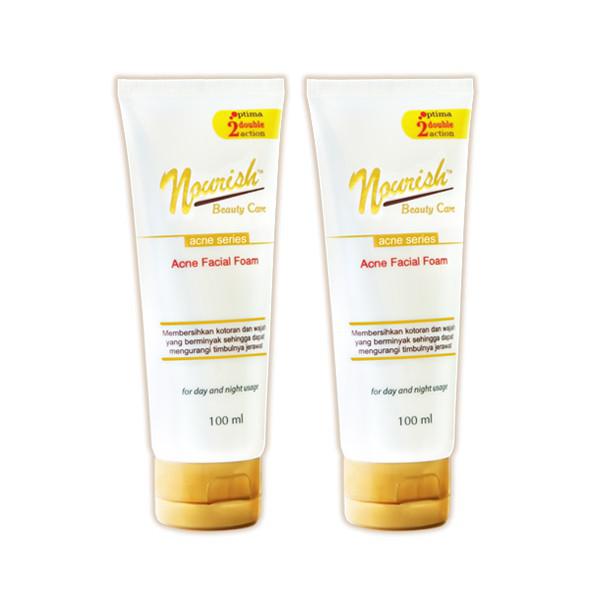 optima
2 double
action
Nourish™
Beauty Care
acne series
Acne Facial Foam
Membersihkan kotoran dan wajah
yang berminyak sehingga dapat
mengurangi timbulnya jerawat
for day and night usage
100 ml
optima
2 double
action
Nourish™
Beauty Care
acne series
Acne Facial Foam
Membersihkan kotoran dan wajah
yang berminyak sehingga dapat
mengurangi timbulnya jerawat
for day and night usage
100 ml